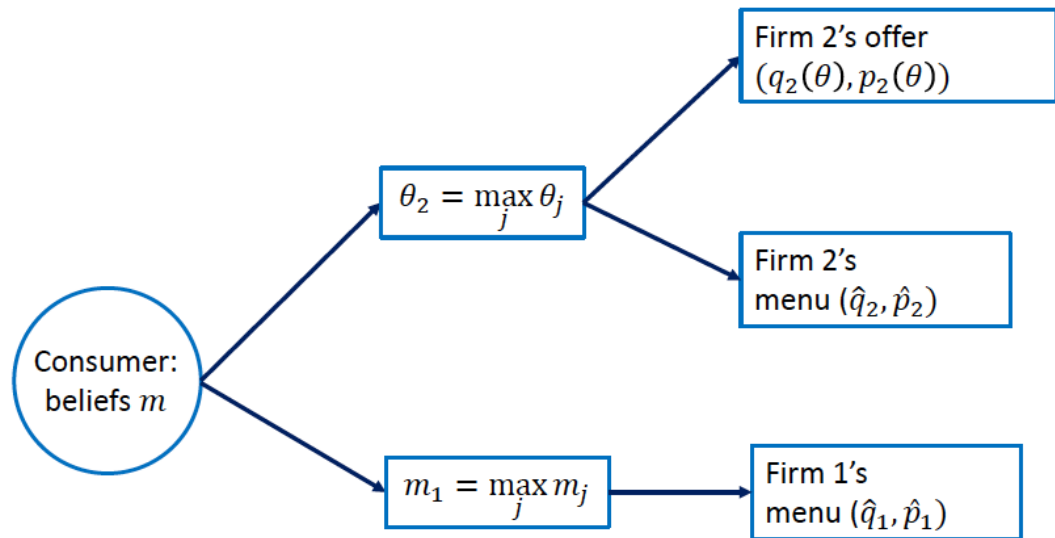 Firm 2’s offer
(q₂(θ), p₂(θ))
θ₂ = max θⱼ
j
Firm 2’s
menu (q̂₂, p̂₂)
Consumer:
beliefs m
m₁ = max mⱼ
j
Firm 1’s
menu (q̂₁, p̂₁)